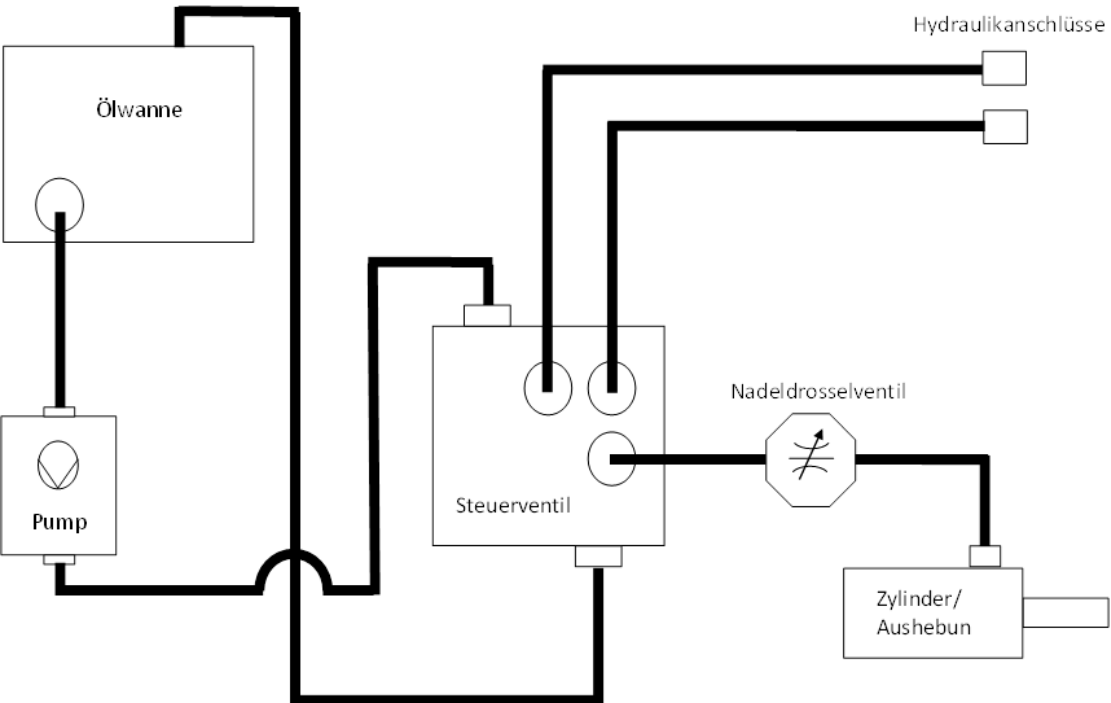 Hydraulikanschlüsse
Ölwanne
Nadeldrosselventil
Steuerventil
Pump
Zylinder/
Aushebun